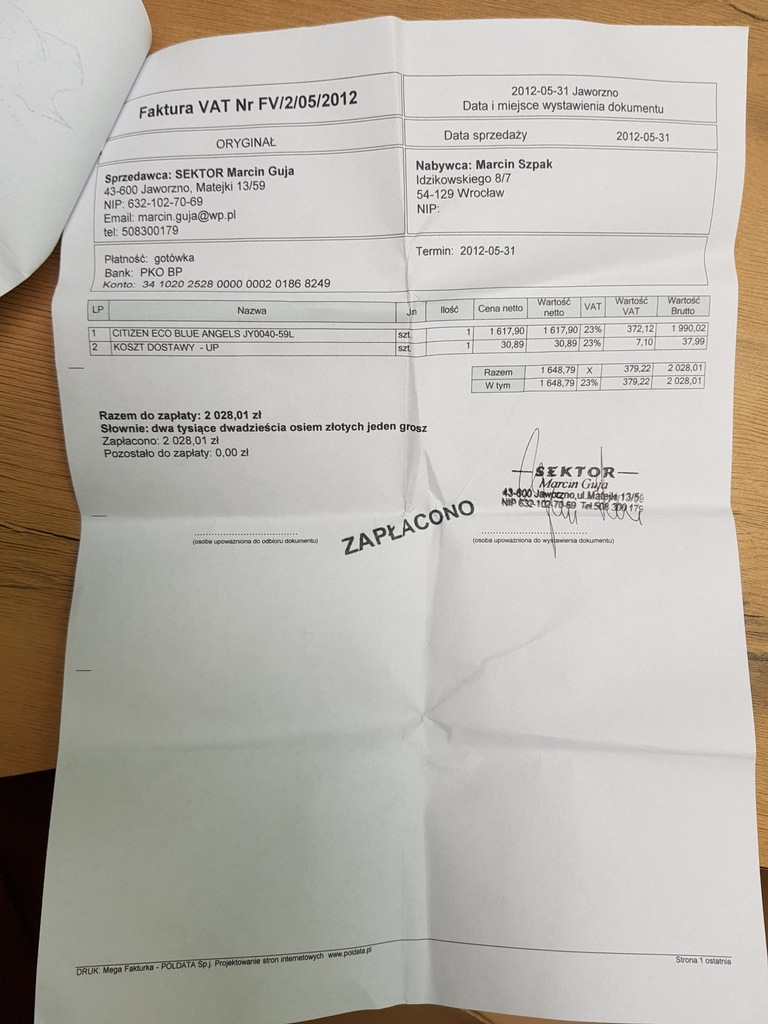 Faktura VAT Nr FV/2/05/2012
2012-05-31 Jaworzno
Data i miejsce wystawienia dokumentu
ORYGINAŁ
Data sprzedaży 2012-05-31
Sprzedawca: SEKTOR Marcin Guja
43-600 Jaworzno, Matejki 13/59
NIP: 632-102-70-69
Email: marcin.guja@wp.pl
tel: 508300179
Nabywca: Marcin Szpak
Idzikowskiego 8/7
54-129 Wrocław
NIP:
Płatność: gotówka
Bank: PKO BP
Konto: 34 1020 2528 0000 0002 0186 8249
Termin: 2012-05-31
LP Nazwa Jn Ilość Cena netto Wartość netto VAT Wartość VAT Wartość Brutto
1 CITIZEN ECO BLUE ANGELS JY0040-59L szt. 1 1 617,90 1 617,90 23% 372,12 1 990,02
2 KOSZT DOSTAWY - UP szt. 1 30,89 30,89 23% 7,10 37,99
Razem 1 648,79 X 379,22 2 028,01
W tym 1 648,79 23% 379,22 2 028,01
Razem do zapłaty: 2 028,01 zł
Słownie: dwa tysiące dwadzieścia osiem złotych jeden grosz
Zapłacono: 2 028,01 zł
Pozostało do zapłaty: 0,00 zł
SEKTOR
Marcin Guja
43-600 Jaworzno, ul. Matejki 13/59
NIP 632-102-70-69 Tel 508 300 179
ZAPŁACONO
(osoba upoważniona do odbioru dokumentu)
(osoba upoważniona do wystawienia dokumentu)
DRUK: Mega Fakturka - POLDATA Sp.j. Projektowanie stron internetowych www.poldata.pl
Strona 1 ostatnia